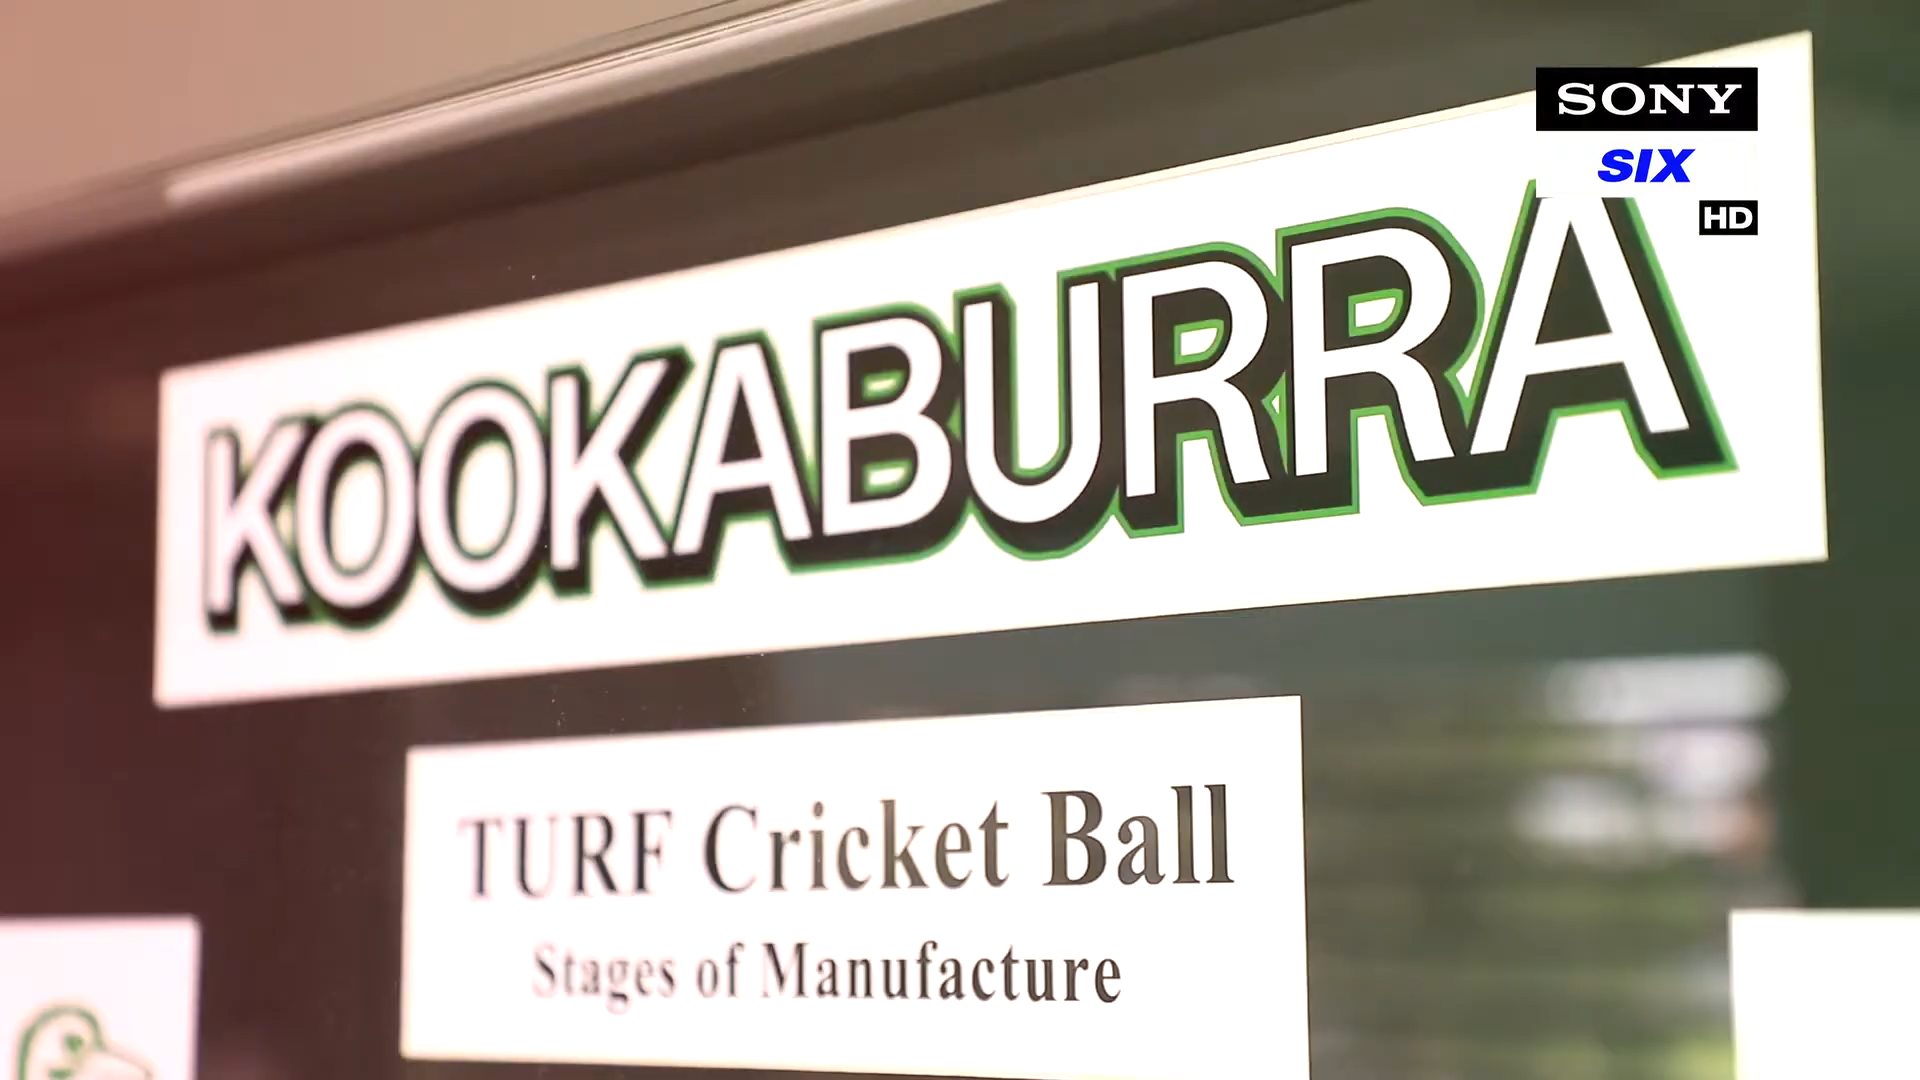 SONY
SIX
HD
KOOKABURRA
TURF Cricket Ball
Stages of Manufacture